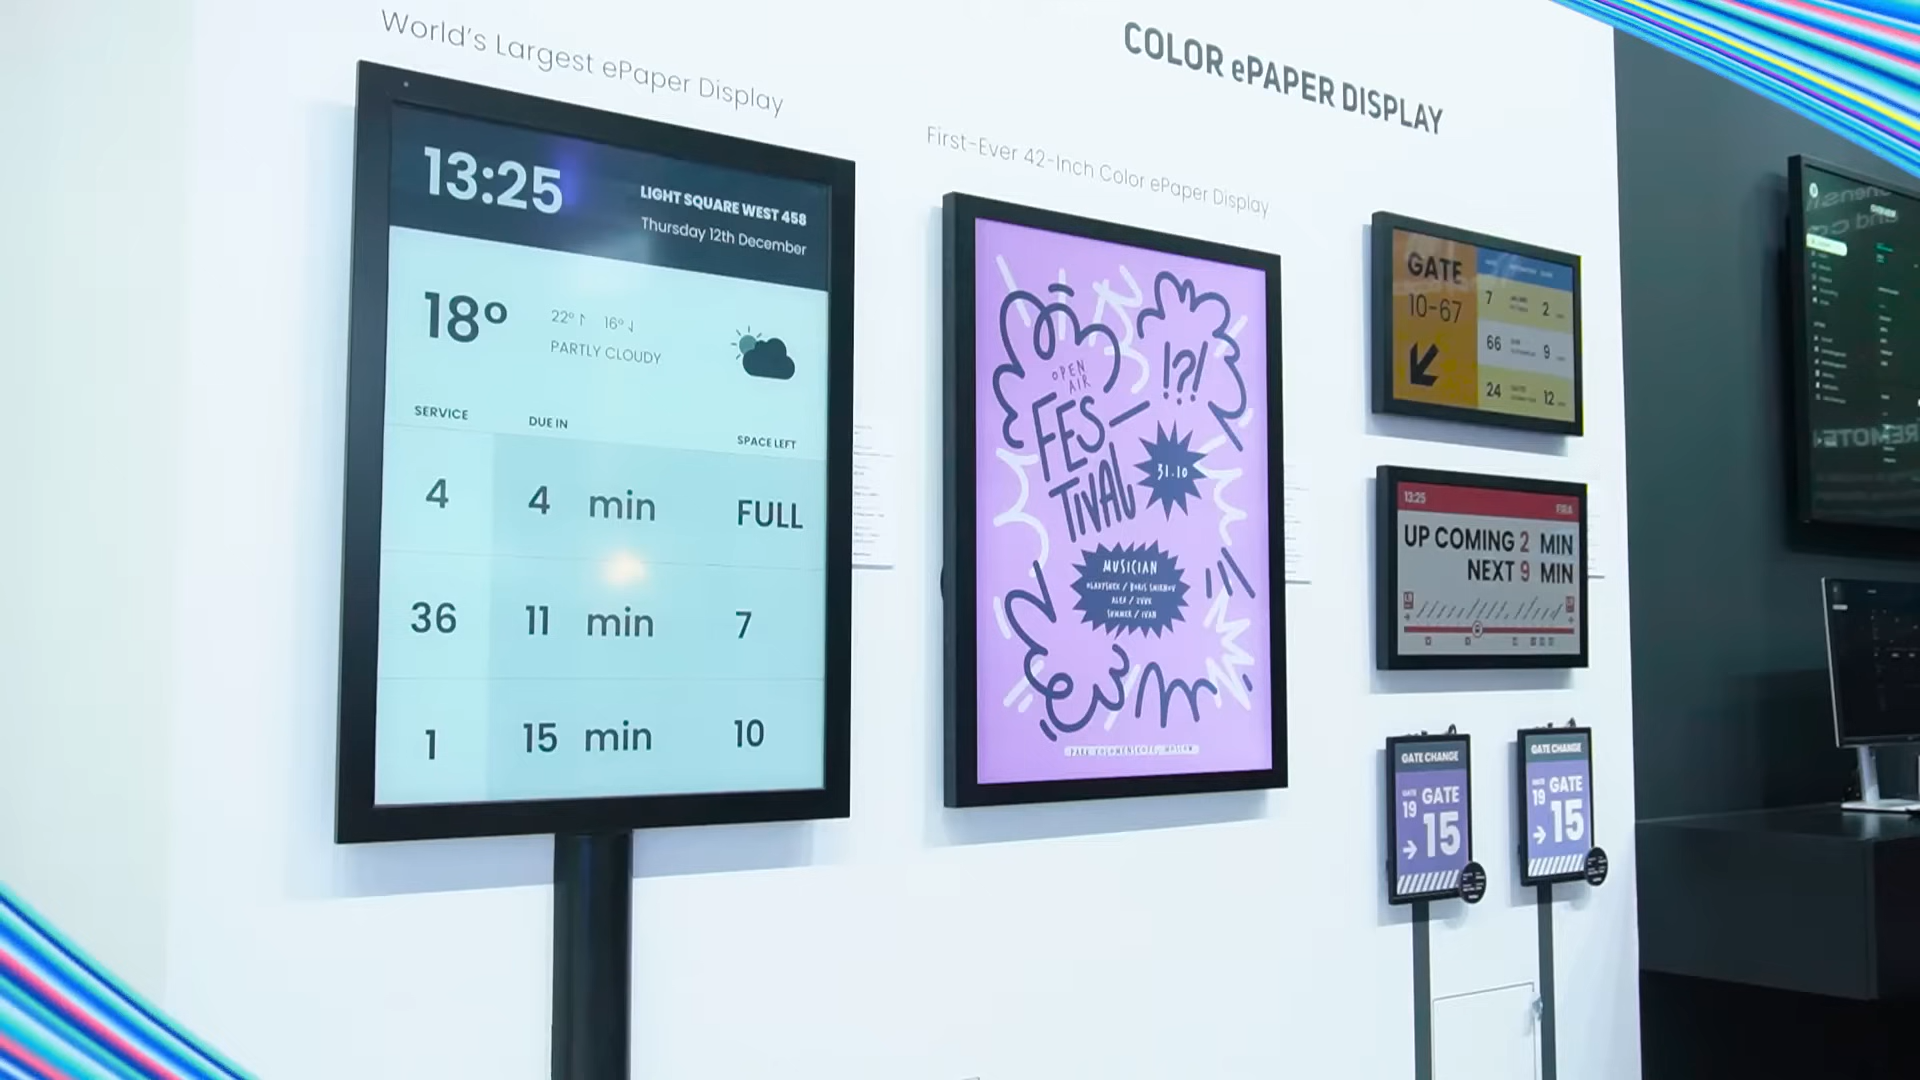 World's Largest ePaper Display
COLOR ePAPER DISPLAY
First-Ever 42-Inch Color ePaper Display
13:25
LIGHT SQUARE WEST 458
Thursday 12th December
18°
22° ↑ 16° ↓
PARTLY CLOUDY
SERVICE DUE IN SPACE LEFT
4 4 min FULL
36 11 min 7
1 15 min 10
OPEN
AIR
FES-
TIVAL
!?!
31.10
MUSICIAN
GATE
10-67
7 2
66 9
24 12
13:25
FIRA
UP COMING 2 MIN
NEXT 9 MIN
GATE CHANGE
GATE
19
GATE
15
GATE CHANGE
GATE
19
GATE
15